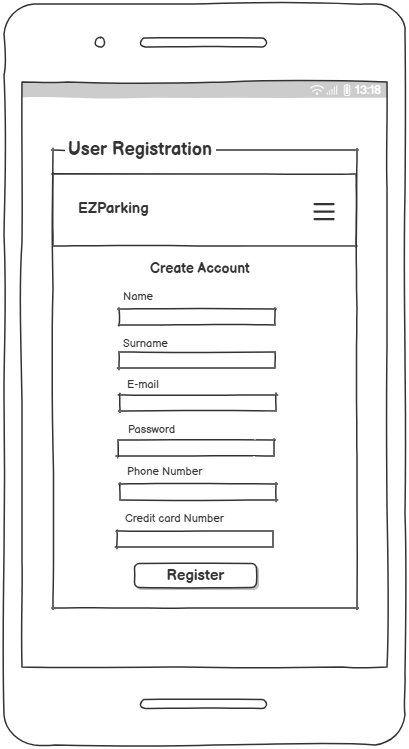 13:18
User Registration
EZParking
Create Account
Name
Surname
E-mail
Password
Phone Number
Credit card Number
Register